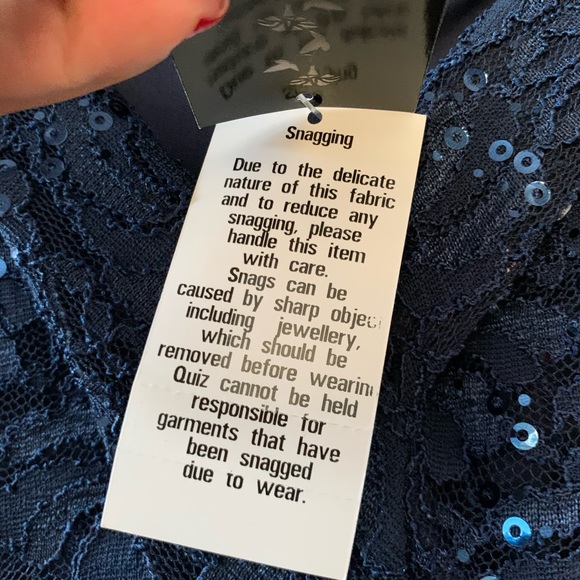 Snagging
Due to the delicate
nature of this fabric
and to reduce any
snagging, please
handle this item
with care.
Snags can be
caused by sharp objec
including jewellery,
which should be
removed before wearin
Quiz cannot be held
responsible for
garments that have
been snagged
due to wear.